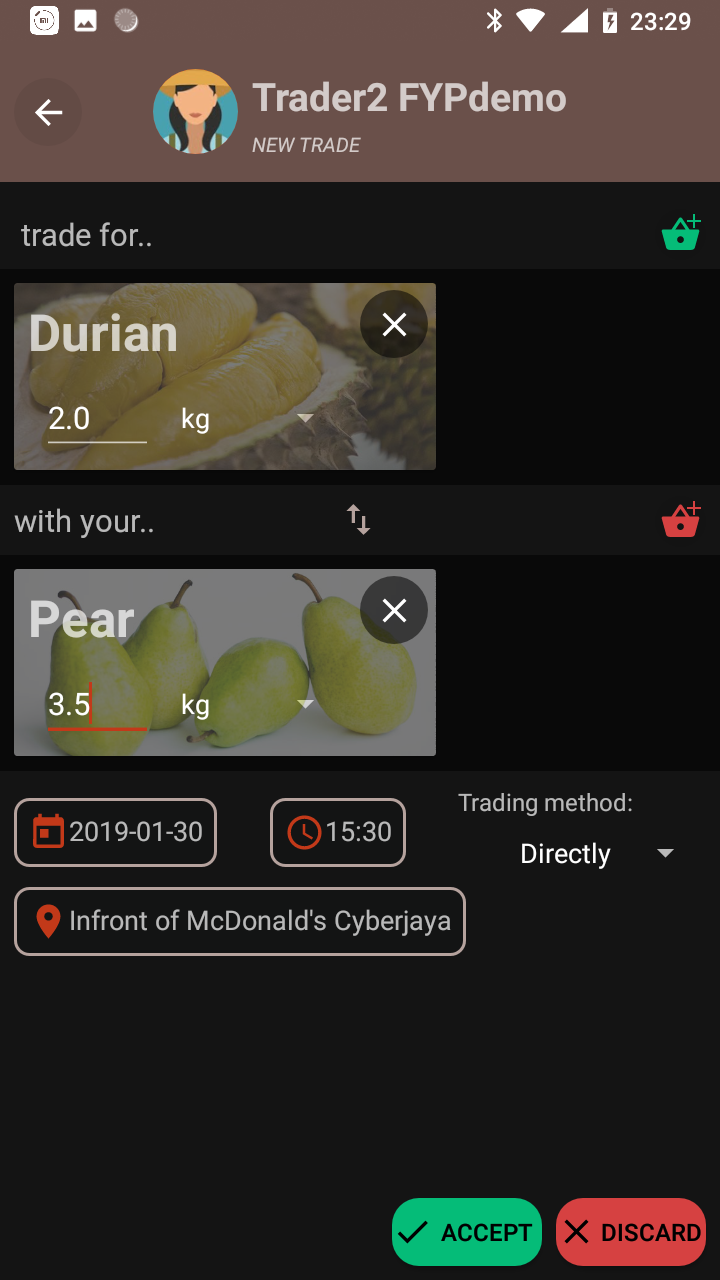 23:29
Trader2 FYPdemo
NEW TRADE
trade for..
Durian
2.0 kg
with your..
Pear
3.5 kg
Trading method:
2019-01-30 15:30
Directly
Infront of McDonald's Cyberjaya
ACCEPT DISCARD